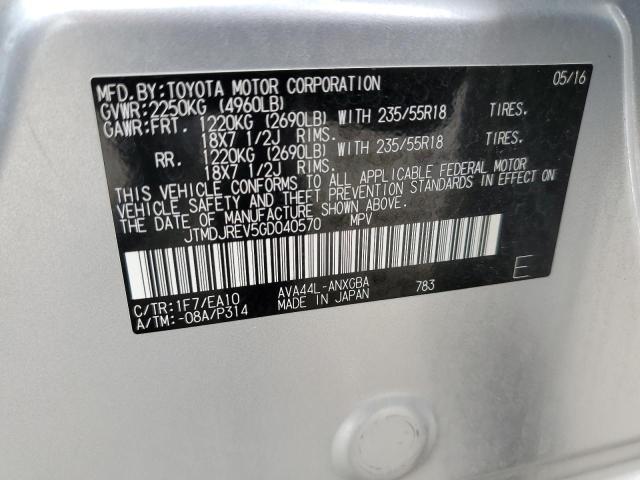 MFD.BY:TOYOTA MOTOR CORPORATION 05/16
GVWR:2250KG (4960LB)
GAWR:FRT. 1220KG (2690LB) WITH 235/55R18 TIRES.
18X7 1/2J RIMS.
RR. 1220KG (2690LB) WITH 235/55R18 TIRES.
18X7 1/2J RIMS.
THIS VEHICLE CONFORMS TO ALL APPLICABLE FEDERAL MOTOR
VEHICLE SAFETY AND THEFT PREVENTION STANDARDS IN EFFECT ON
THE DATE OF MANUFACTURE SHOWN ABOVE.
JTMDJREV5GD040570 MPV
E
C/TR:1F7/EA10 AVA44L-ANXGBA
A/TM:-08A/P314 MADE IN JAPAN 783